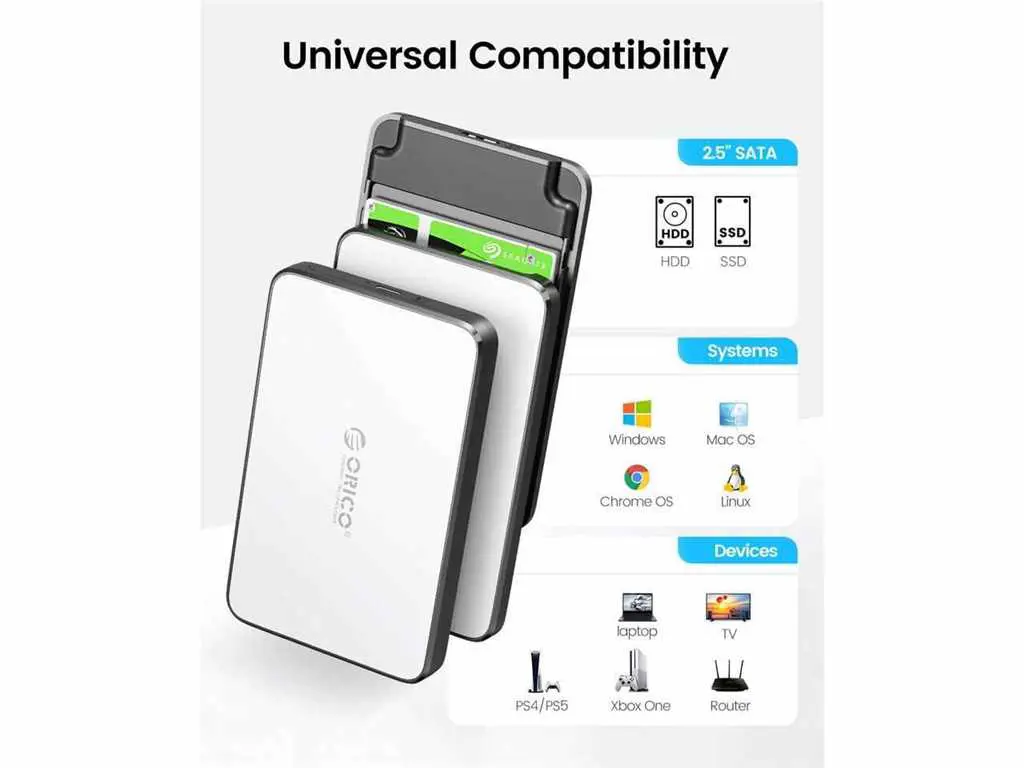 Universal Compatibility
2.5" SATA
HDD
SSD
HDD
SSD
SEAGATE
Systems
Windows
Mac OS
Chrome OS
Linux
ORICO
Devices
laptop
TV
PS4/PS5
Xbox One
Router